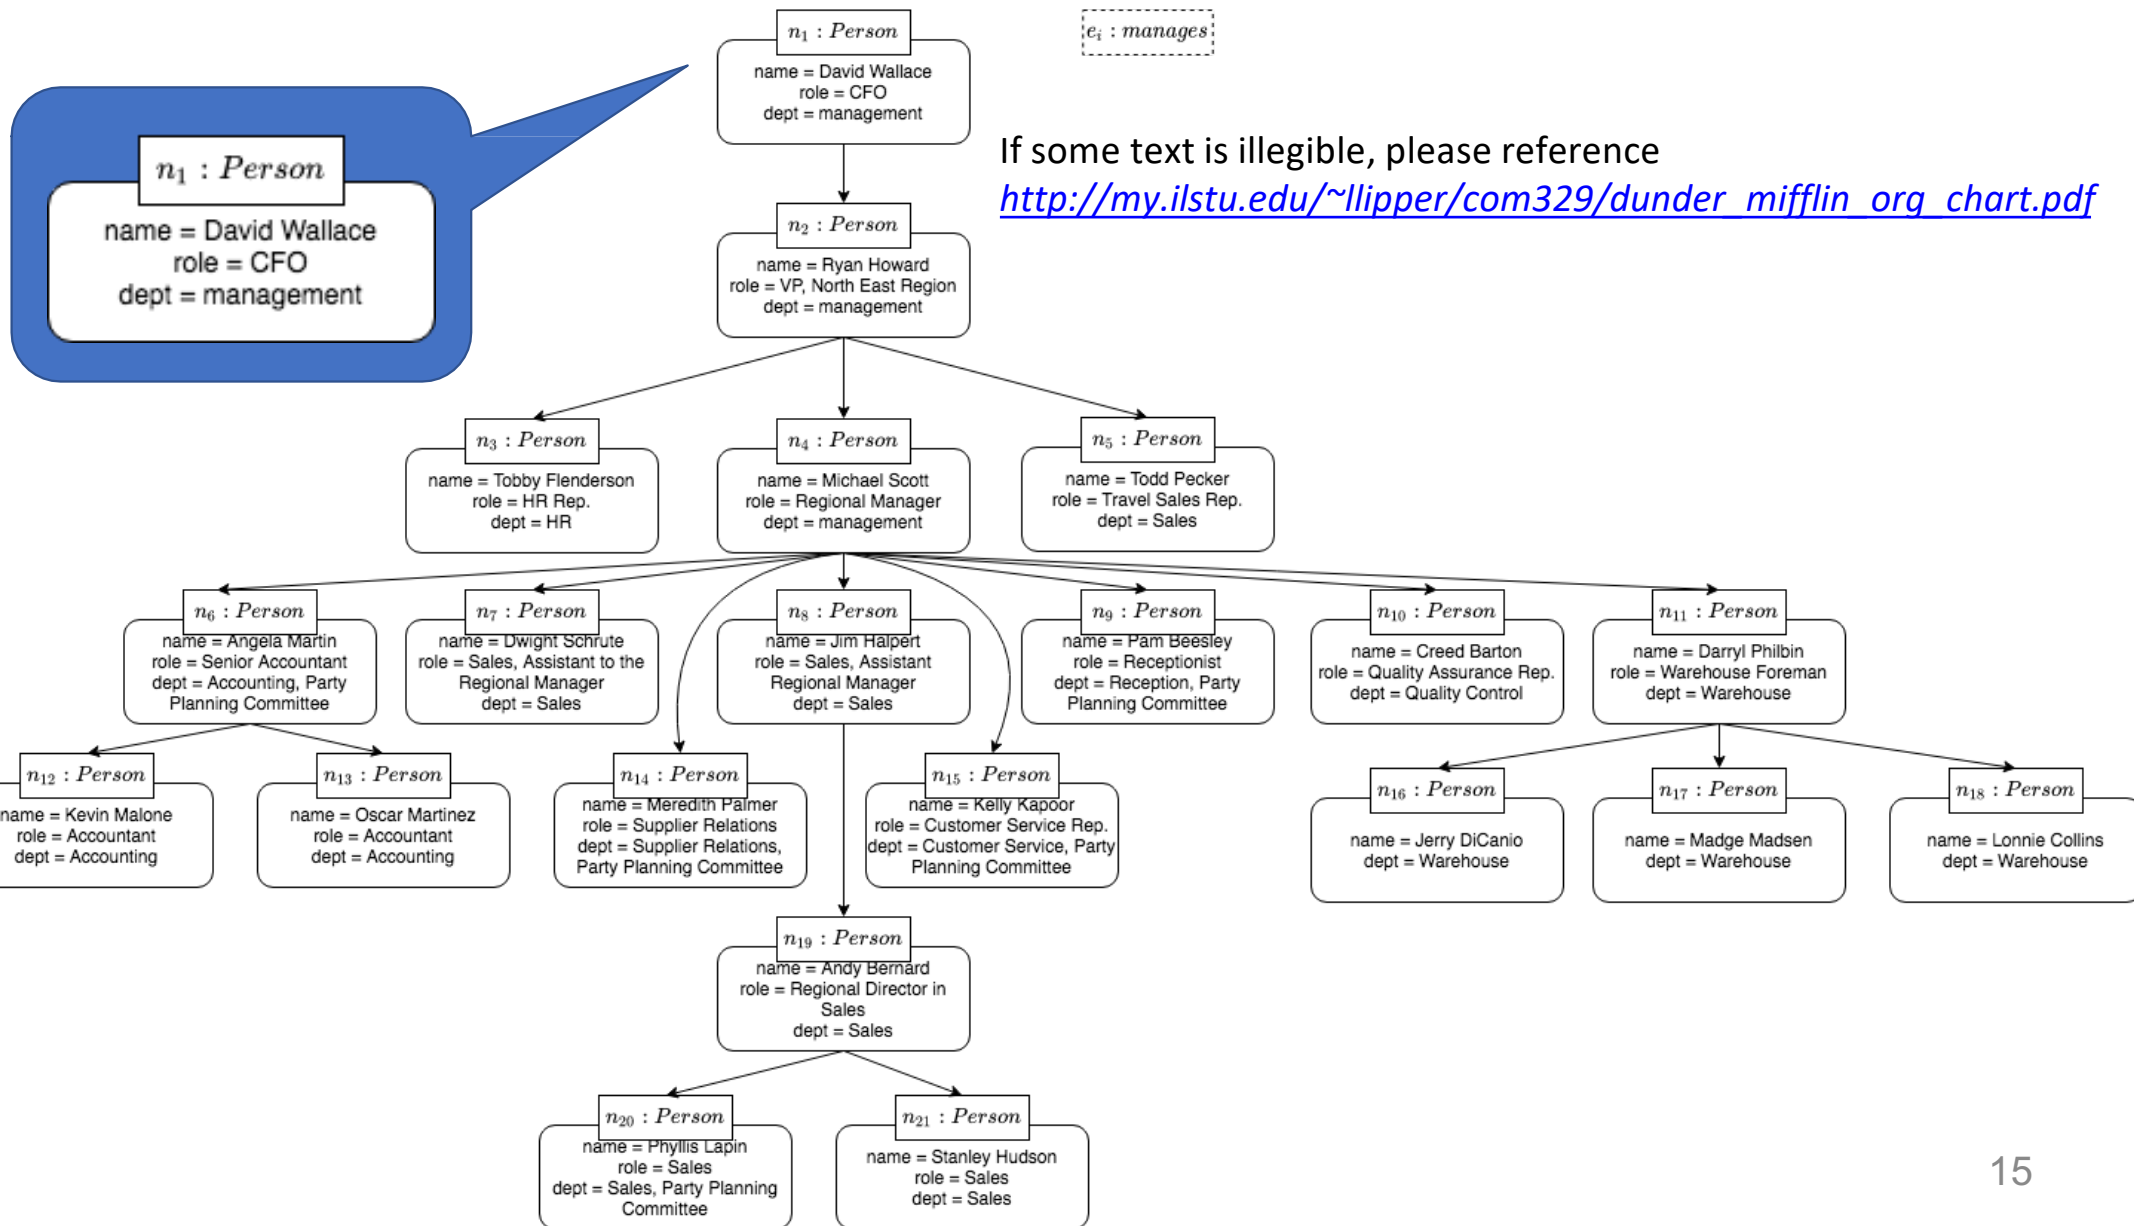 n₁ : Person
name = David Wallace
role = CFO
dept = management
n₁ : Person
name = David Wallace
role = CFO
dept = management
eᵢ : manages
If some text is illegible, please reference
http://my.ilstu.edu/~llipper/com329/dunder_mifflin_org_chart.pdf
n₂ : Person
name = Ryan Howard
role = VP, North East Region
dept = management
n₃ : Person
name = Tobby Flenderson
role = HR Rep.
dept = HR
n₄ : Person
name = Michael Scott
role = Regional Manager
dept = management
n₅ : Person
name = Todd Pecker
role = Travel Sales Rep.
dept = Sales
n₆ : Person
name = Angela Martin
role = Senior Accountant
dept = Accounting, Party
Planning Committee
n₇ : Person
name = Dwight Schrute
role = Sales, Assistant to the
Regional Manager
dept = Sales
n₈ : Person
name = Jim Halpert
role = Sales, Assistant
Regional Manager
dept = Sales
n₉ : Person
name = Pam Beesley
role = Receptionist
dept = Reception, Party
Planning Committee
n₁₀ : Person
name = Creed Barton
role = Quality Assurance Rep.
dept = Quality Control
n₁₁ : Person
name = Darryl Philbin
role = Warehouse Foreman
dept = Warehouse
n₁₂ : Person
name = Kevin Malone
role = Accountant
dept = Accounting
n₁₃ : Person
name = Oscar Martinez
role = Accountant
dept = Accounting
n₁₄ : Person
name = Meredith Palmer
role = Supplier Relations
dept = Supplier Relations,
Party Planning Committee
n₁₅ : Person
name = Kelly Kapoor
role = Customer Service Rep.
dept = Customer Service, Party
Planning Committee
n₁₆ : Person
name = Jerry DiCanio
dept = Warehouse
n₁₇ : Person
name = Madge Madsen
dept = Warehouse
n₁₈ : Person
name = Lonnie Collins
dept = Warehouse
n₁₉ : Person
name = Andy Bernard
role = Regional Director in
Sales
dept = Sales
n₂₀ : Person
name = Phyllis Lapin
role = Sales
dept = Sales, Party Planning
Committee
n₂₁ : Person
name = Stanley Hudson
role = Sales
dept = Sales
15